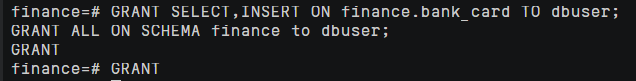 finance=# GRANT SELECT,INSERT ON finance.bank_card TO dbuser;
GRANT ALL ON SCHEMA finance to dbuser;
GRANT
finance=# GRANT